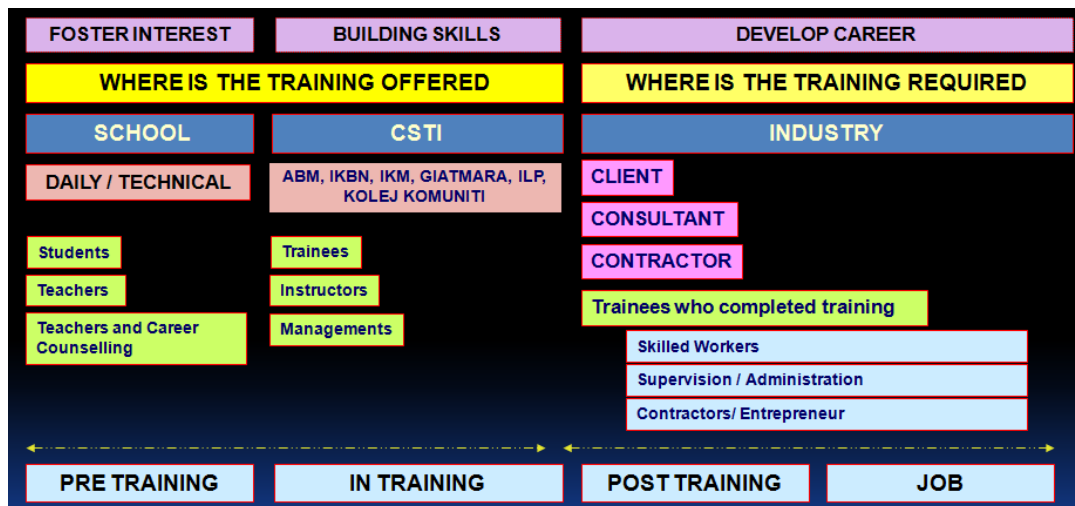 FOSTER INTEREST
BUILDING SKILLS
DEVELOP CAREER
WHERE IS THE TRAINING OFFERED
WHERE IS THE TRAINING REQUIRED
SCHOOL
CSTI
INDUSTRY
DAILY / TECHNICAL
ABM, IKBN, IKM, GIATMARA, ILP,
KOLEJ KOMUNITI
CLIENT
CONSULTANT
CONTRACTOR
Students
Teachers
Teachers and Career
Counselling
Trainees
Instructors
Managements
Trainees who completed training
Skilled Workers
Supervision / Administration
Contractors/ Entrepreneur
PRE TRAINING
IN TRAINING
POST TRAINING
JOB